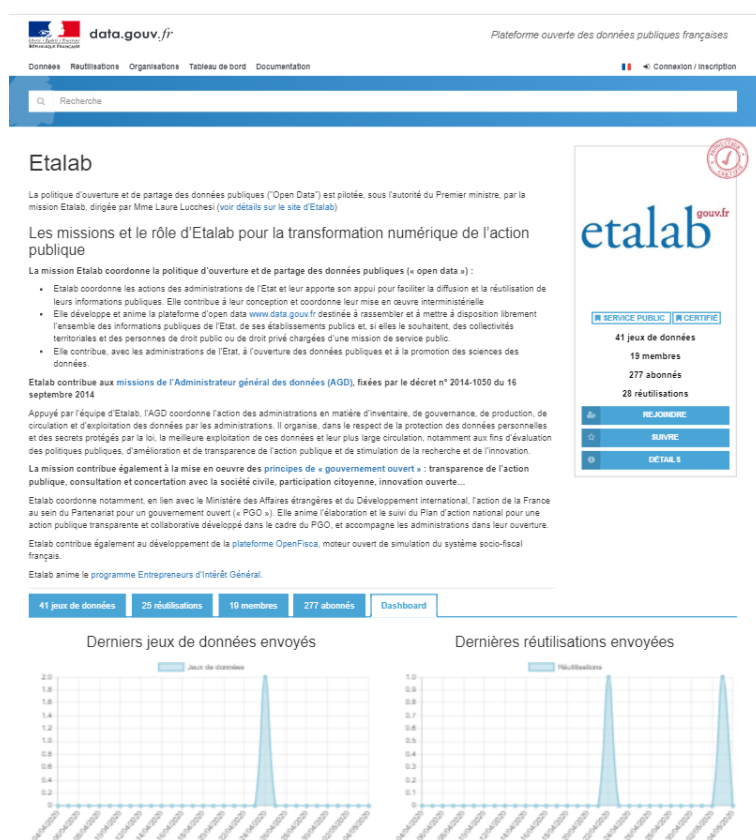 data.gouv.fr
Plateforme ouverte des données publiques françaises
Données Réutilisations Organisations Tableau de bord Documentation
Connexion / Inscription
Recherche
Etalab
La politique d'ouverture et de partage des données publiques ("Open Data") est pilotée, sous l'autorité du Premier ministre, par la
mission Etalab, dirigée par Mme Laure Lucchesi (voir détails sur le site d'Etalab)
Les missions et le rôle d'Etalab pour la transformation numérique de l'action
publique
La mission Etalab coordonne la politique d'ouverture et de partage des données publiques (« open data ») :
Etalab coordonne les actions des administrations de l'Etat et leur apporte son appui pour faciliter la diffusion et la réutilisation de
leurs informations publiques. Elle contribue à leur conception et coordonne leur mise en œuvre interministérielle
Elle développe et anime la plateforme d'open data www.data.gouv.fr destinée à rassembler et à mettre à disposition librement
l'ensemble des informations publiques de l'Etat, de ses établissements publics et, si elles le souhaitent, des collectivités
territoriales et des personnes de droit public ou de droit privé chargées d'une mission de service public.
Elle contribue, avec les administrations de l'Etat, à l'ouverture des données publiques et à la promotion des sciences des
données.
Etalab contribue aux missions de l'Administrateur général des données (AGD), fixées par le décret n° 2014-1050 du 16
septembre 2014
Appuyé par l'équipe d'Etalab, l'AGD coordonne l'action des administrations en matière d'inventaire, de gouvernance, de production, de
circulation et d'exploitation des données par les administrations. Il organise, dans le respect de la protection des données personnelles
et des secrets protégés par la loi, la meilleure exploitation de ces données et leur plus large circulation, notamment aux fins d'évaluation
des politiques publiques, d'amélioration et de transparence de l'action publique et de stimulation de la recherche et de l'innovation.
La mission contribue également à la mise en oeuvre des principes de « gouvernement ouvert » : transparence de l'action
publique, consultation et concertation avec la société civile, participation citoyenne, innovation ouverte…
Etalab coordonne notamment, en lien avec le Ministère des Affaires étrangères et du Développement international, l'action de la France
au sein du Partenariat pour un gouvernement ouvert (« PGO »). Elle anime l'élaboration et le suivi du Plan d'action national pour une
action publique transparente et collaborative développé dans le cadre du PGO, et accompagne les administrations dans leur ouverture.
Etalab contribue également au développement de la plateforme OpenFisca, moteur ouvert de simulation du système socio-fiscal
français.
Etalab anime le programme Entrepreneurs d'Intérêt Général.
etalab gouv.fr
SERVICE PUBLIC CERTIFIÉ
41 jeux de données
19 membres
277 abonnés
28 réutilisations
REJOINDRE
SUIVRE
DÉTAILS
41 jeux de données 25 réutilisations 19 membres 277 abonnés Dashboard
Derniers jeux de données envoyés
Jeux de données
2.0
1.8
1.6
1.4
1.2
1.0
0.8
0.6
0.4
0.2
0
Dernières réutilisations envoyées
Réutilisations
1.0
0.9
0.8
0.7
0.6
0.5
0.4
0.3
0.2
0.1
0